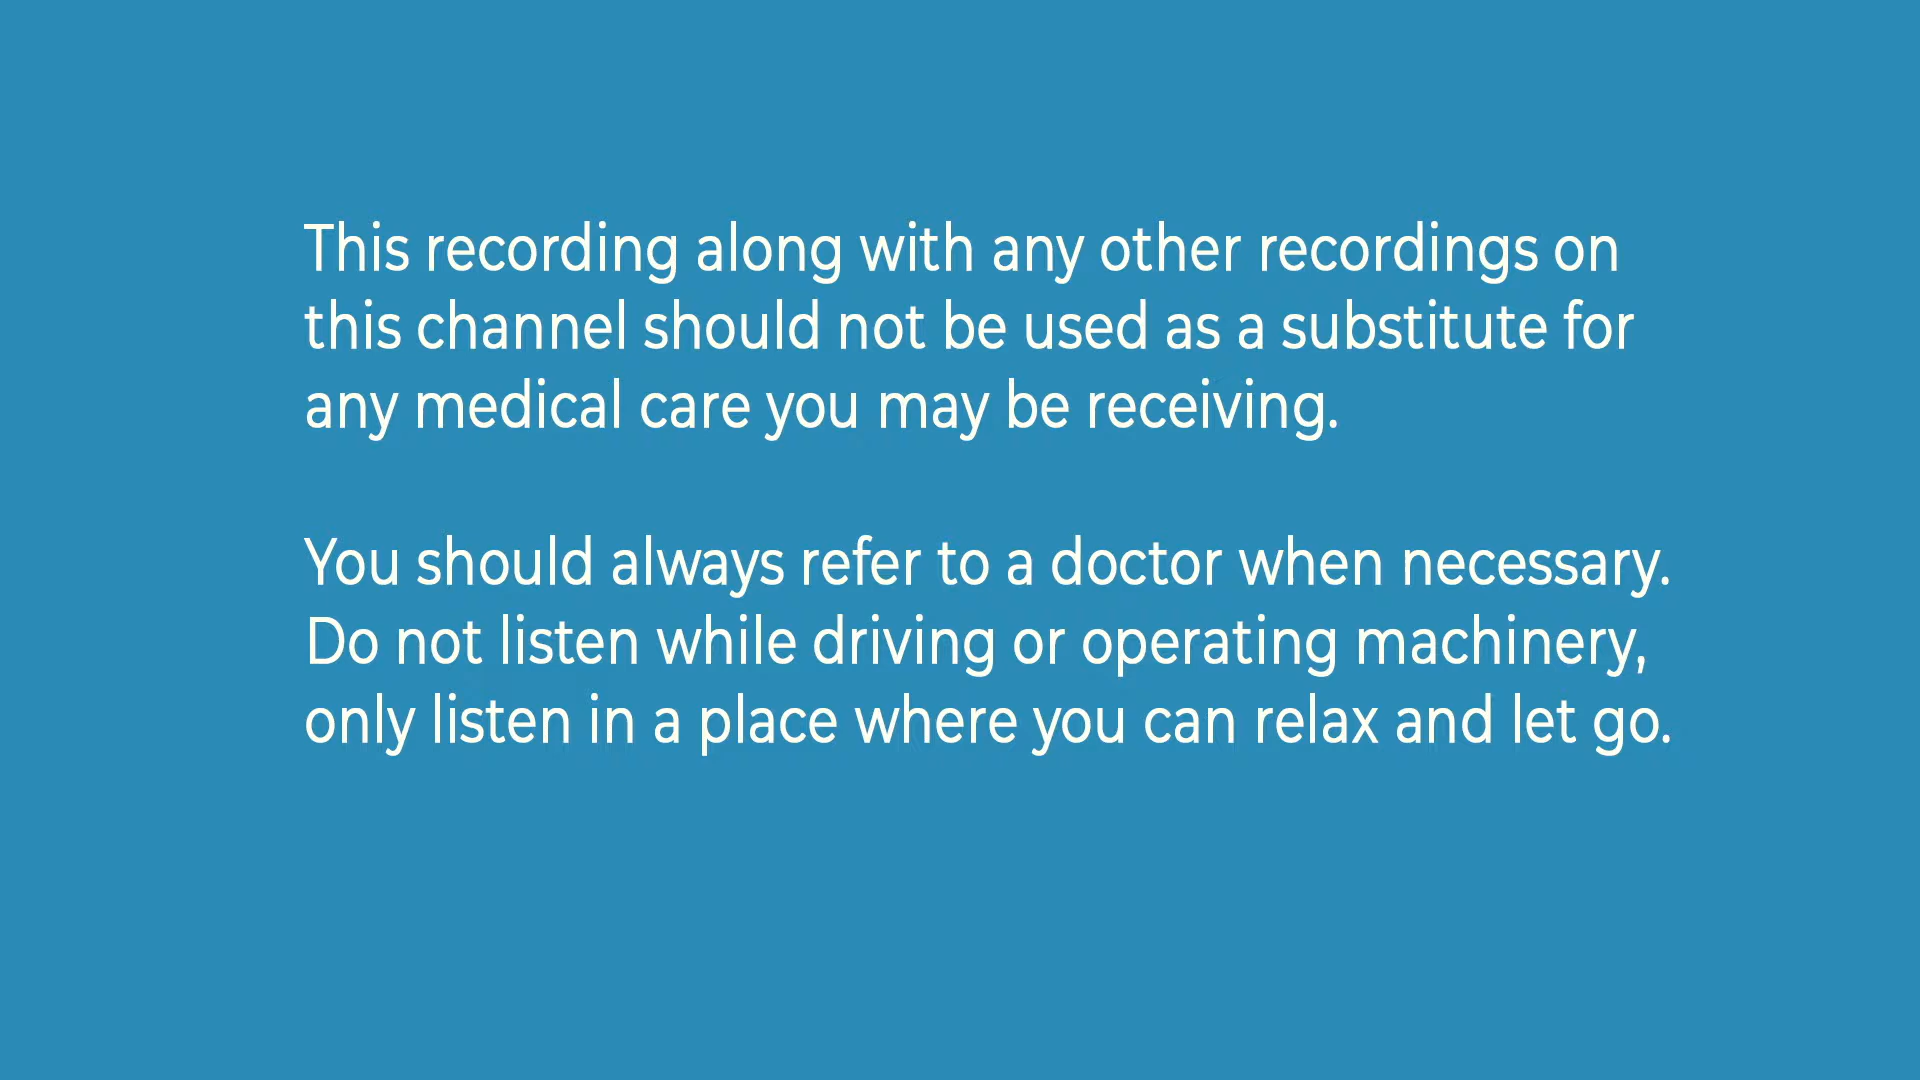 This recording along with any other recordings on
this channel should not be used as a substitute for
any medical care you may be receiving.
You should always refer to a doctor when necessary.
Do not listen while driving or operating machinery,
only listen in a place where you can relax and let go.